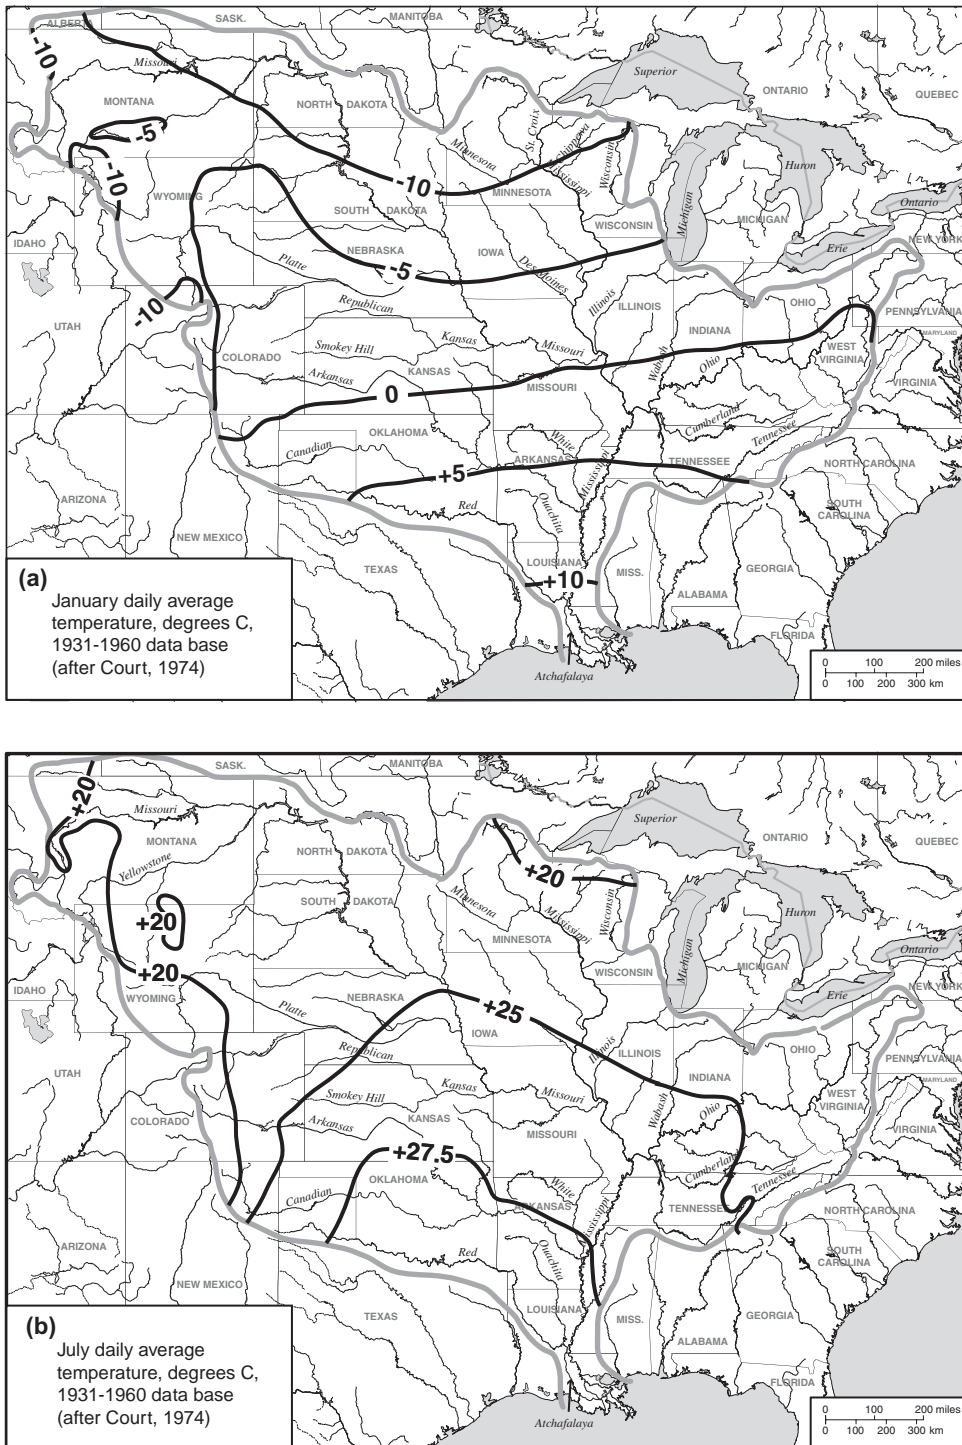 ALBERTA
SASK.
MANITOBA
-10
Missouri
Superior
ONTARIO
QUEBEC
MONTANA
NORTH DAKOTA
-5
St. Croix
Chippewa
Minnesota
Mississippi
Wisconsin
Huron
-10
-10
WYOMING
MINNESOTA
SOUTH DAKOTA
Michigan
MICHIGAN
Ontario
WISCONSIN
NEW YORK
IDAHO
NEBRASKA
IOWA
Erie
Platte
-5
Des Moines
-10
Republican
Illinois
ILLINOIS
OHIO
PENNSYLVANIA
UTAH
INDIANA
MARYLAND
Kansas
Smokey Hill
Missouri
WEST
VIRGINIA
COLORADO
Arkansas
KANSAS
Wabash
Ohio
VIRGINIA
0
MISSOURI
Cumberland
OKLAHOMA
Tennessee
Canadian
White
ARKANSAS
TENNESSEE
NORTH CAROLINA
+5
Mississippi
ARIZONA
Red
Ouachita
SOUTH
CAROLINA
NEW MEXICO
TEXAS
LOUISIANA
MISS.
GEORGIA
+10
ALABAMA
FLORIDA
Atchafalaya
(a)
January daily average
temperature, degrees C,
1931-1960 data base
(after Court, 1974)
0 100 200 miles
0 100 200 300 km
SASK.
MANITOBA
+20
Missouri
Superior
ONTARIO
QUEBEC
MONTANA
NORTH DAKOTA
Yellowstone
+20
SOUTH DAKOTA
Minnesota
Mississippi
Wisconsin
Huron
+20
MINNESOTA
Michigan
Ontario
+20
WISCONSIN
MICHIGAN
IDAHO
WYOMING
NEBRASKA
NEW YORK
Erie
Platte
+25
IOWA
Republican
Illinois
ILLINOIS
OHIO
PENNSYLVANIA
UTAH
INDIANA
MARYLAND
Kansas
Smokey Hill
Missouri
WEST
VIRGINIA
COLORADO
Arkansas
KANSAS
Wabash
Ohio
MISSOURI
VIRGINIA
+27.5
Cumberland
OKLAHOMA
Tennessee
Canadian
White
ARKANSAS
TENNESSEE
NORTH CAROLINA
Mississippi
ARIZONA
Red
Ouachita
SOUTH
CAROLINA
NEW MEXICO
TEXAS
LOUISIANA
MISS.
GEORGIA
ALABAMA
FLORIDA
Atchafalaya
(b)
July daily average
temperature, degrees C,
1931-1960 data base
(after Court, 1974)
0 100 200 miles
0 100 200 300 km